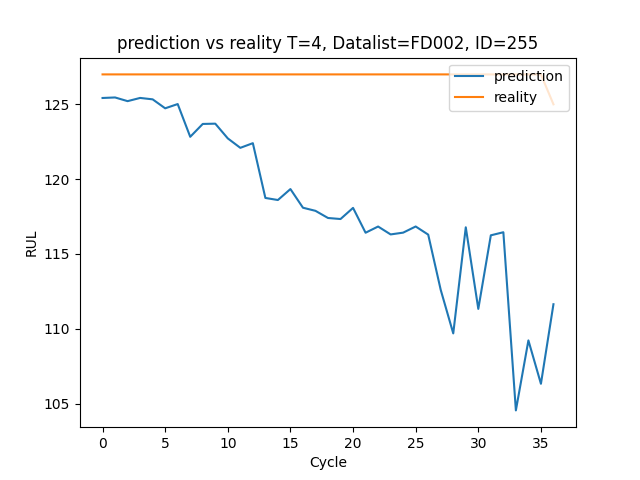 prediction vs reality T=4, Datalist=FD002, ID=255
prediction
reality
125
120
115
110
105
RUL
0 5 10 15 20 25 30 35
Cycle